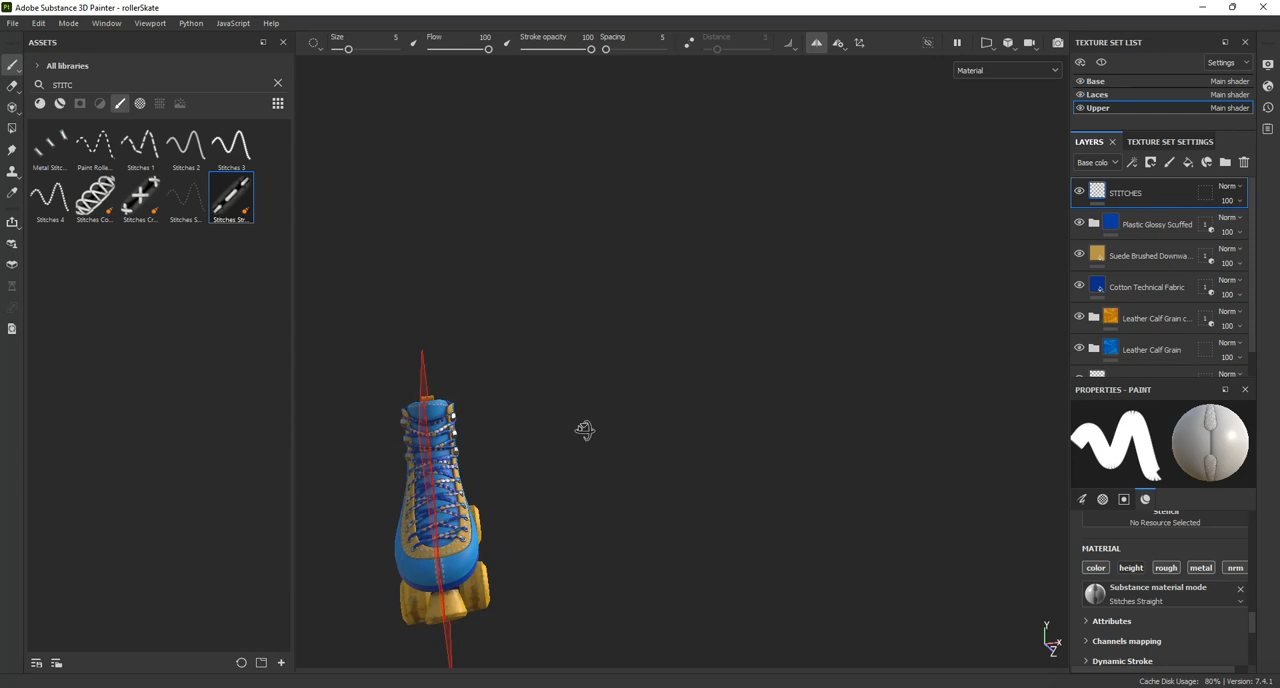 Adobe Substance 3D Painter - rollerSkate
File Edit Mode Window Viewport Python JavaScript Help
ASSETS
All libraries
STITC
Metal Stitc... Paint Rolle... Stitches 1 Stitches 2 Stitches 3
Stitches 4 Stitches Co... Stitches Cr... Stitches S... Stitches Str...
Size 5 Flow 100 Stroke opacity 100 Spacing 5 Distance 3
Material
TEXTURE SET LIST
Settings
Base Main shader
Laces Main shader
Upper Main shader
LAYERS TEXTURE SET SETTINGS
Base colo
STITCHES Norm 100
Plastic Glossy Scuffed 1 Norm 100
Suede Brushed Downwa... 1 Norm 100
Cotton Technical Fabric 1 Norm 100
Leather Calf Grain c... 1 Norm 100
Leather Calf Grain Norm 100
Norm
PROPERTIES - PAINT
Stencil
No Resource Selected
MATERIAL
color height rough metal nrm
Substance material mode
Stitches Straight
Attributes
Channels mapping
Dynamic Stroke
Y
X
Z
Cache Disk Usage: 80% | Version: 7.4.1